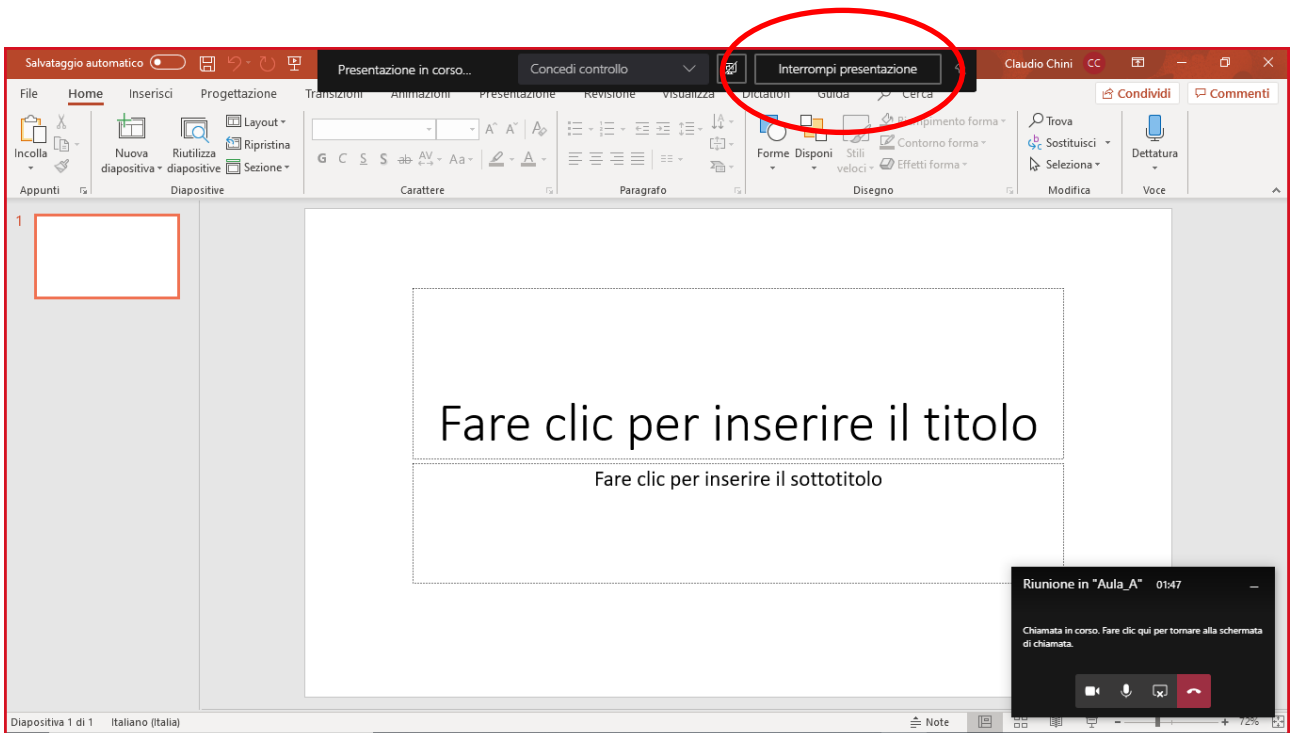 Salvataggio automatico
Presentazione in corso...
Concedi controllo
Interrompi presentazione
Claudio Chini CC
File Home Inserisci Progettazione Transizioni Animazioni Presentazione Revisione Visualizza Dictation Guida Cerca
Condividi Commenti
Incolla
Nuova diapositiva
Riutilizza diapositive
Layout
Ripristina
Sezione
G C S S ab AV Aa A
Forme Disponi Stili veloci
Riempimento forma
Contorno forma
Effetti forma
Trova
Sostituisci
Seleziona
Dettatura
Appunti Diapositive Carattere Paragrafo Disegno Modifica Voce
1
Fare clic per inserire il titolo
Fare clic per inserire il sottotitolo
Riunione in "Aula_A" 01:47
Chiamata in corso. Fare clic qui per tornare alla schermata
di chiamata.
Diapositiva 1 di 1 Italiano (Italia) Note 72%